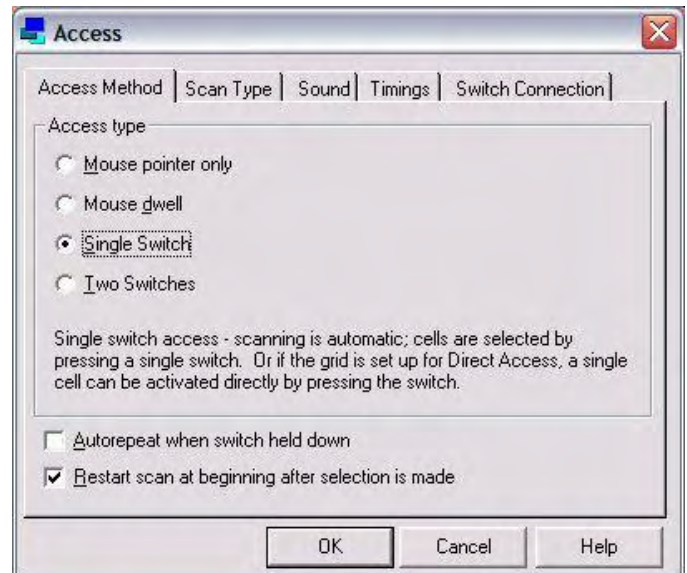 Access
Access Method Scan Type Sound Timings Switch Connection
Access type
Mouse pointer only
Mouse dwell
Single Switch
Two Switches
Single switch access - scanning is automatic; cells are selected by
pressing a single switch. Or if the grid is set up for Direct Access, a single
cell can be activated directly by pressing the switch.
Autorepeat when switch held down
Restart scan at beginning after selection is made
OK Cancel Help